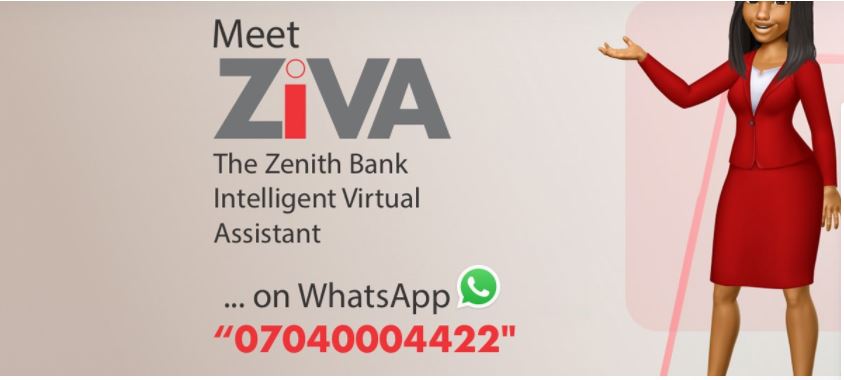 Meet
ZiVA
The Zenith Bank
Intelligent Virtual
Assistant
... on WhatsApp
“07040004422"